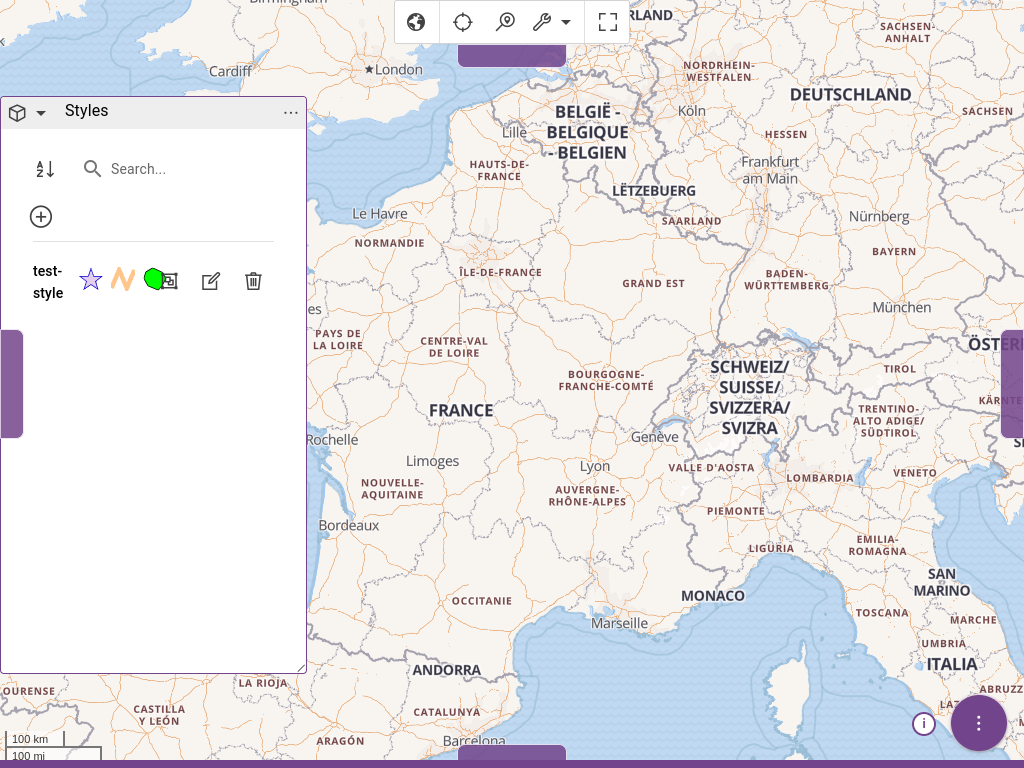 Birmingham
RLAND
SACHSEN-
ANHALT
Cardiff
London
NORDRHEIN-
WESTFALEN
DEUTSCHLAND
Styles
Lille
BELGIË -
BELGIQUE
- BELGIEN
Köln
SACHSEN
HESSEN
Search...
HAUTS-DE-
FRANCE
LËTZEBUERG
Frankfurt
am Main
Le Havre
SAARLAND
Nürnberg
NORMANDIE
BAYERN
test-
style
ÎLE-DE-FRANCE
GRAND EST
BADEN-
WÜRTTEMBERG
es
München
PAYS DE
LA LOIRE
CENTRE-VAL
DE LOIRE
ÖSTERI
SCHWEIZ/
SUISSE/
SVIZZERA/
SVIZRA
TIROL
BOURGOGNE-
FRANCHE-COMTÉ
KÄRNTE
FRANCE
TRENTINO-
ALTO ADIGE/
SÜDTIROL
Rochelle
Genève
Limoges
Lyon
VALLE D'AOSTA
LOMBARDIA
VENETO
NOUVELLE-
AQUITAINE
AUVERGNE-
RHÔNE-ALPES
PIEMONTE
Bordeaux
LIGURIA
EMILIA-
ROMAGNA
SAN
MARINO
OCCITANIE
MONACO
TOSCANA
MARCHE
Marseille
UMBRIA
ANDORRA
ITALIA
OURENSE
LA RIOJA
ABRUZZ
CASTILLA
Y LEÓN
CATALUNYA
LAZ
i
ARAGÓN
Barcelona
100 km
100 mi